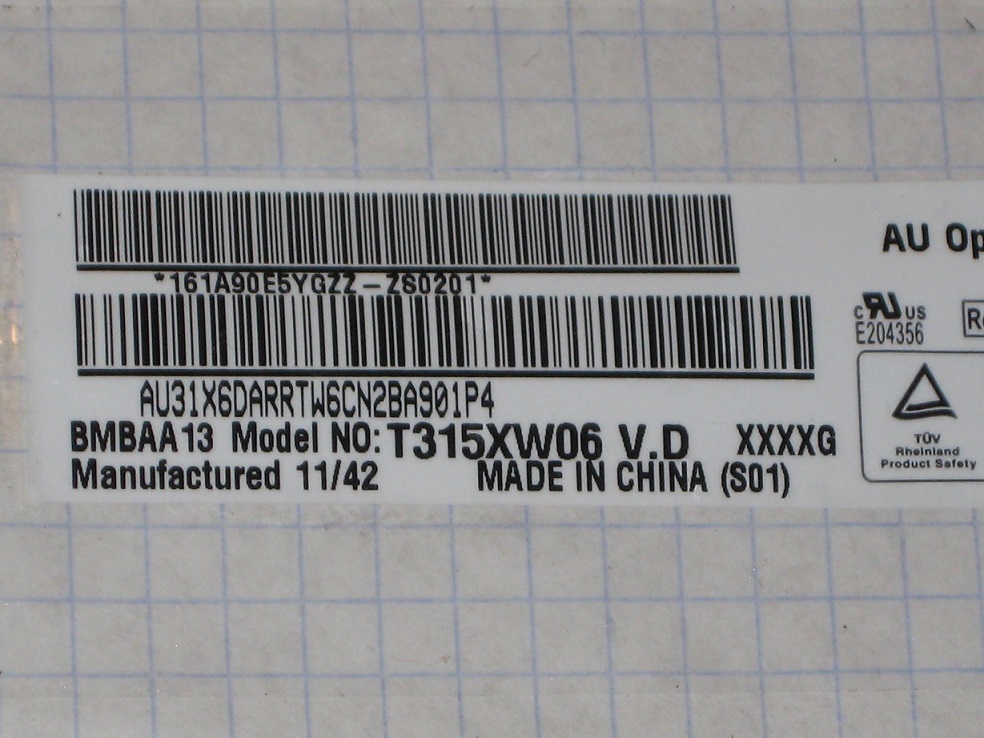 *161A90E5YGZZ-ZS0201*
AU31X6DARRTW6CN2BA901P4
BMBAA13 Model NO: T315XW06 V.D XXXXG
Manufactured 11/42 MADE IN CHINA (S01)
AU Op
c RU US
E204356
TÜV
Rheinland
Product Safety